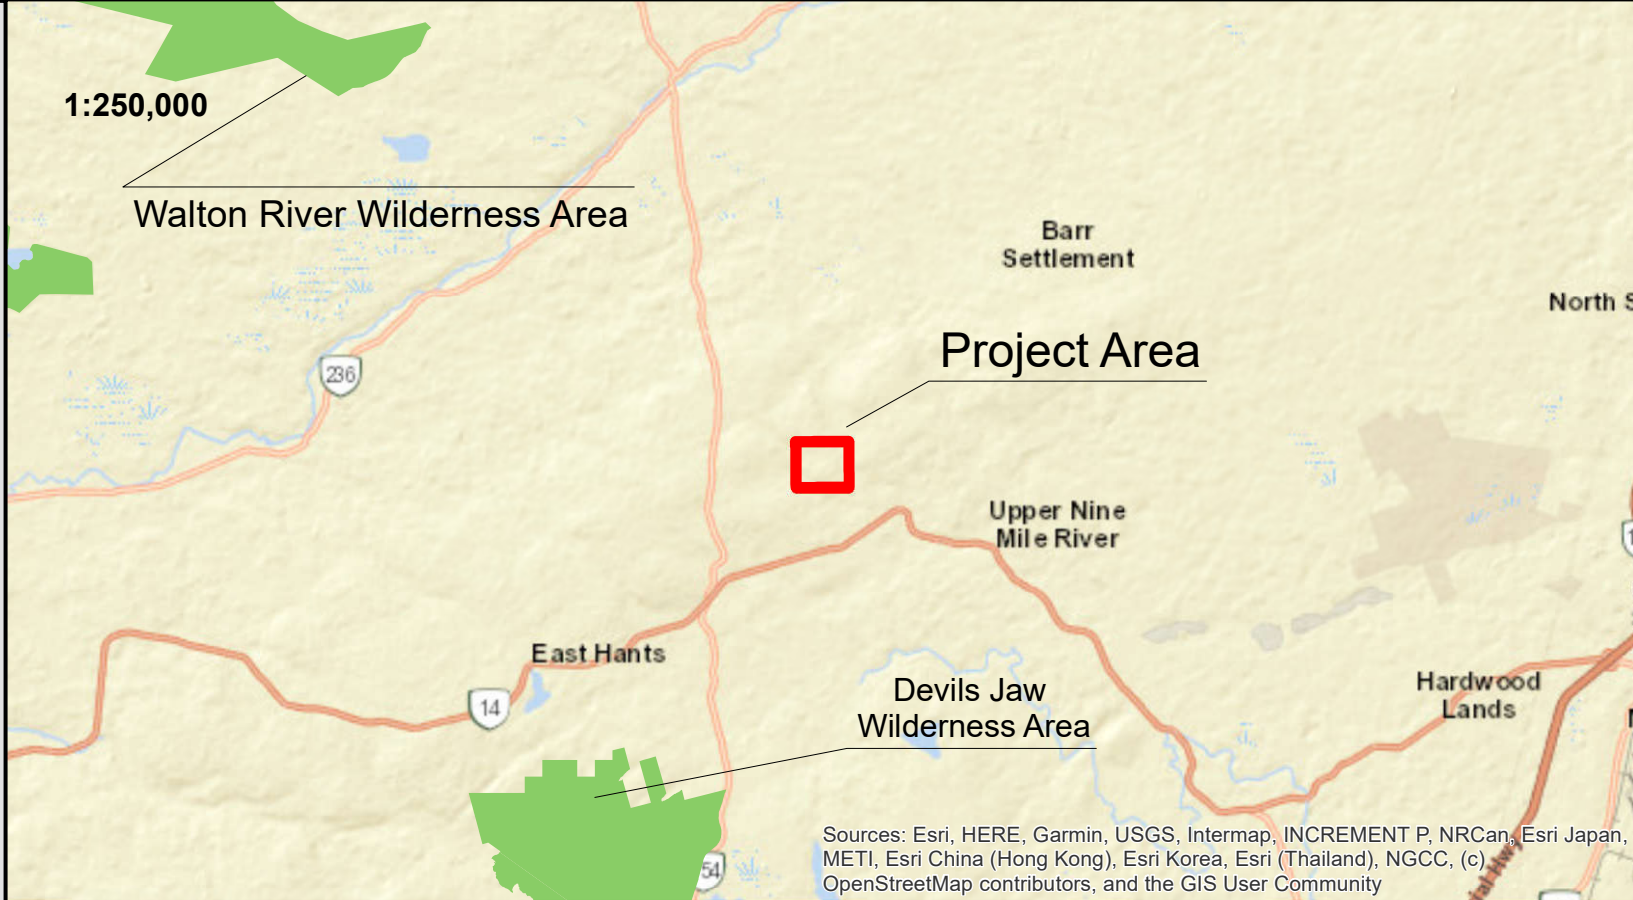 1:250,000
Walton River Wilderness Area
Barr
Settlement
North S
Project Area
236
Upper Nine
Mile River
East Hants
14
Devils Jaw
Wilderness Area
Hardwood
Lands
54
Sources: Esri, HERE, Garmin, USGS, Intermap, INCREMENT P, NRCan, Esri Japan,
METI, Esri China (Hong Kong), Esri Korea, Esri (Thailand), NGCC, (c)
OpenStreetMap contributors, and the GIS User Community